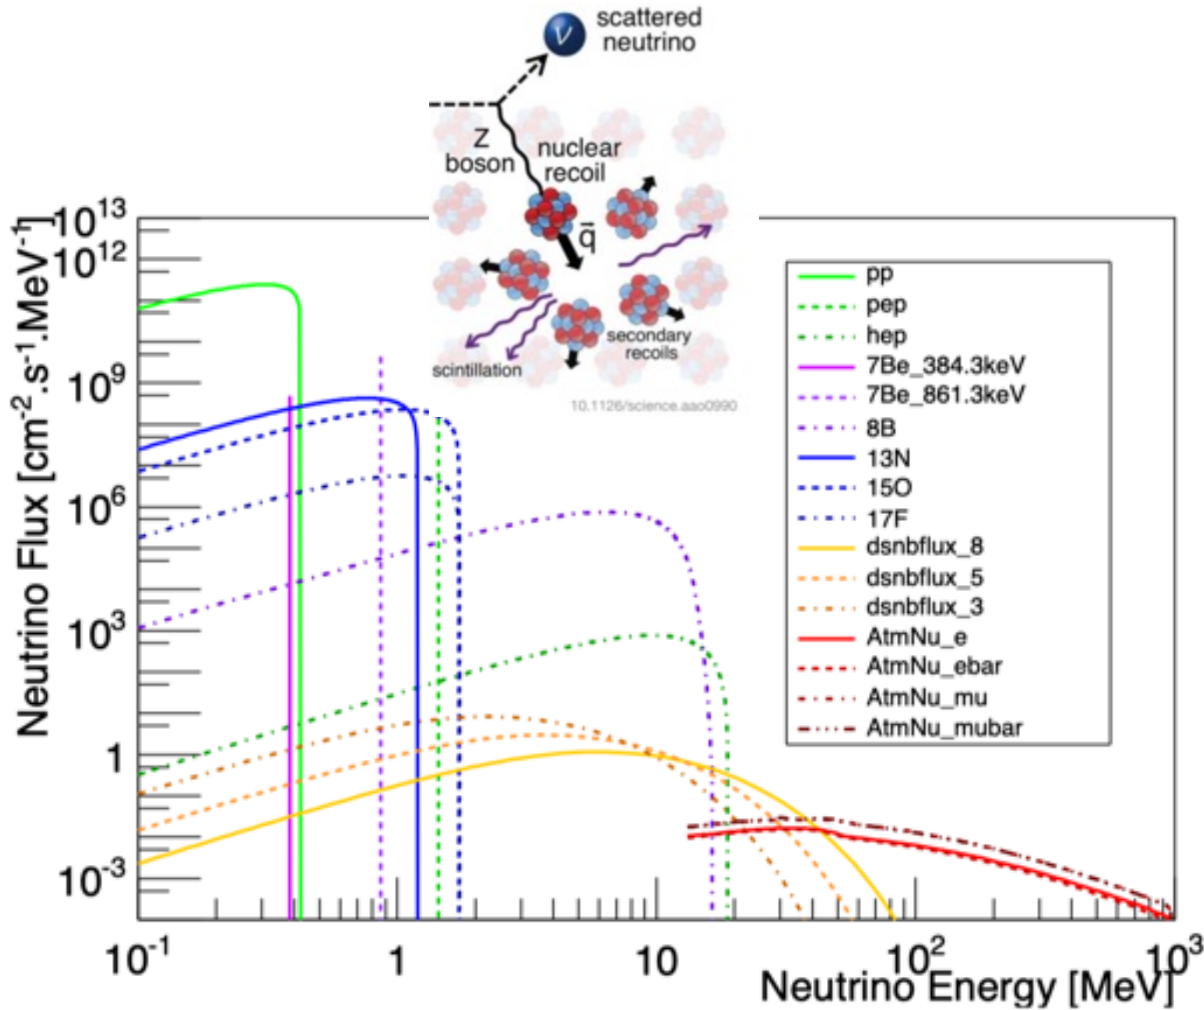 ν
scattered
neutrino
Z
boson
nuclear
recoil
q⃗
secondary
recoils
scintillation
10.1126/science.aao0990
Neutrino Flux [cm⁻².s⁻¹.MeV⁻¹]
10¹³
10¹²
10⁹
10⁶
10³
1
10⁻³
pp
pep
hep
7Be_384.3keV
7Be_861.3keV
8B
13N
15O
17F
dsnbflux_8
dsnbflux_5
dsnbflux_3
AtmNu_e
AtmNu_ebar
AtmNu_mu
AtmNu_mubar
10⁻¹ 1 10 10² 10³
Neutrino Energy [MeV]